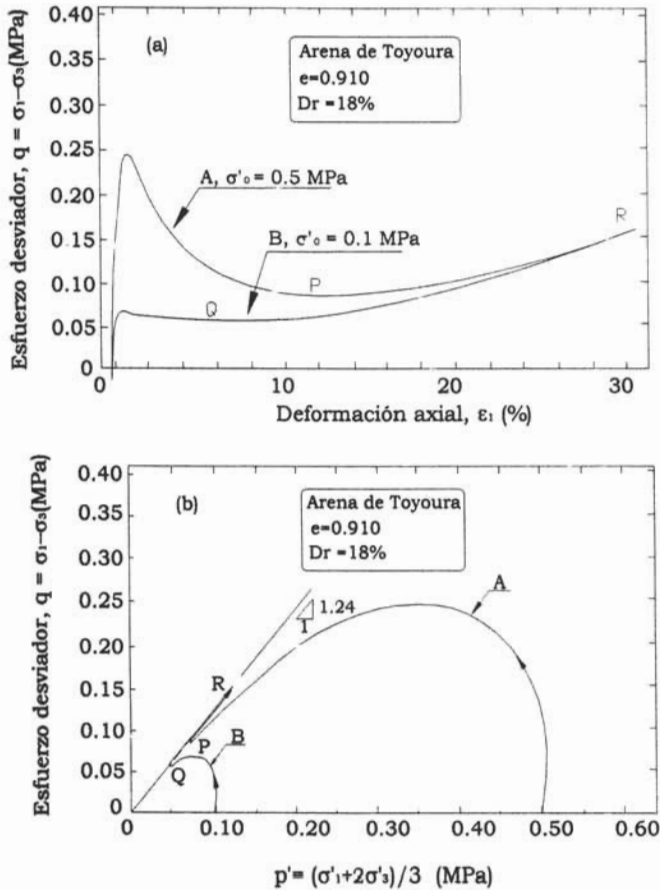 Esfuerzo desviador, q = σ₁-σ₃(MPa)
0.40
0.35
0.30
0.25
0.20
0.15
0.10
0.05
0
(a)
Arena de Toyoura
e=0.910
Dr =18%
A, σ'₀ = 0.5 MPa
B, σ'₀ = 0.1 MPa
Q
P
R
0
10
20
30
Deformación axial, ε₁ (%)
Esfuerzo desviador, q = σ₁-σ₃(MPa)
0.40
0.35
0.30
0.25
0.20
0.15
0.10
0.05
0
(b)
Arena de Toyoura
e=0.910
Dr =18%
1.24
1
A
R
P
B
Q
0
0.10
0.20
0.30
0.40
0.50
0.60
p'= (σ'₁+2σ'₃)/3 (MPa)